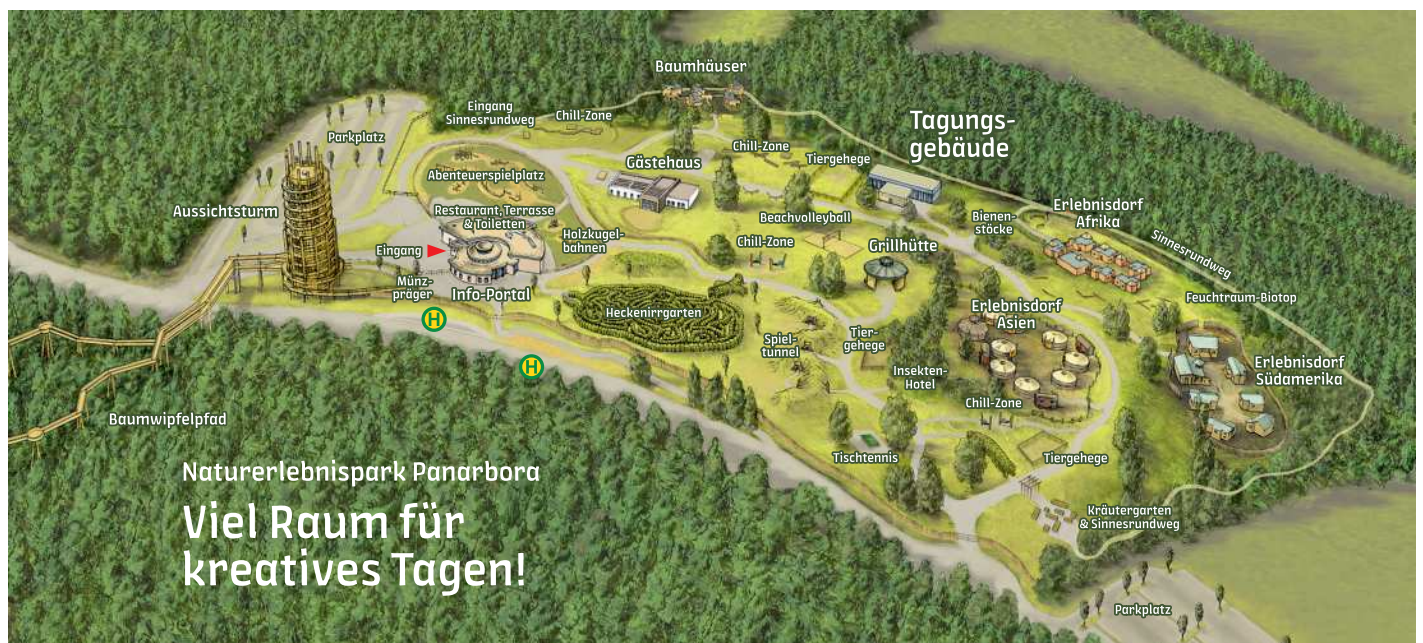 Baumhäuser
Eingang
Sinnesrundweg
Chill-Zone
Parkplatz
Tagungs-
gebäude
Chill-Zone
Gästehaus
Tiergehege
Abenteuerspielplatz
Aussichtsturm
Restaurant, Terrasse
& Toiletten
Beachvolleyball
Bienen-
stöcke
Erlebnisdorf
Afrika
Eingang
Holzkugel-
bahnen
Chill-Zone
Grillhütte
Sinnesrundweg
Münz-
präger
Info-Portal
Feuchtraum-Biotop
H
Heckenirrgarten
Erlebnisdorf
Asien
Spiel-
tunnel
Tier-
gehege
H
Insekten-
Hotel
Erlebnisdorf
Südamerika
Chill-Zone
Baumwipfelpfad
Tischtennis
Tiergehege
Naturerlebnispark Panarbora
Viel Raum für
kreatives Tagen!
Kräutergarten
& Sinnesrundweg
Parkplatz